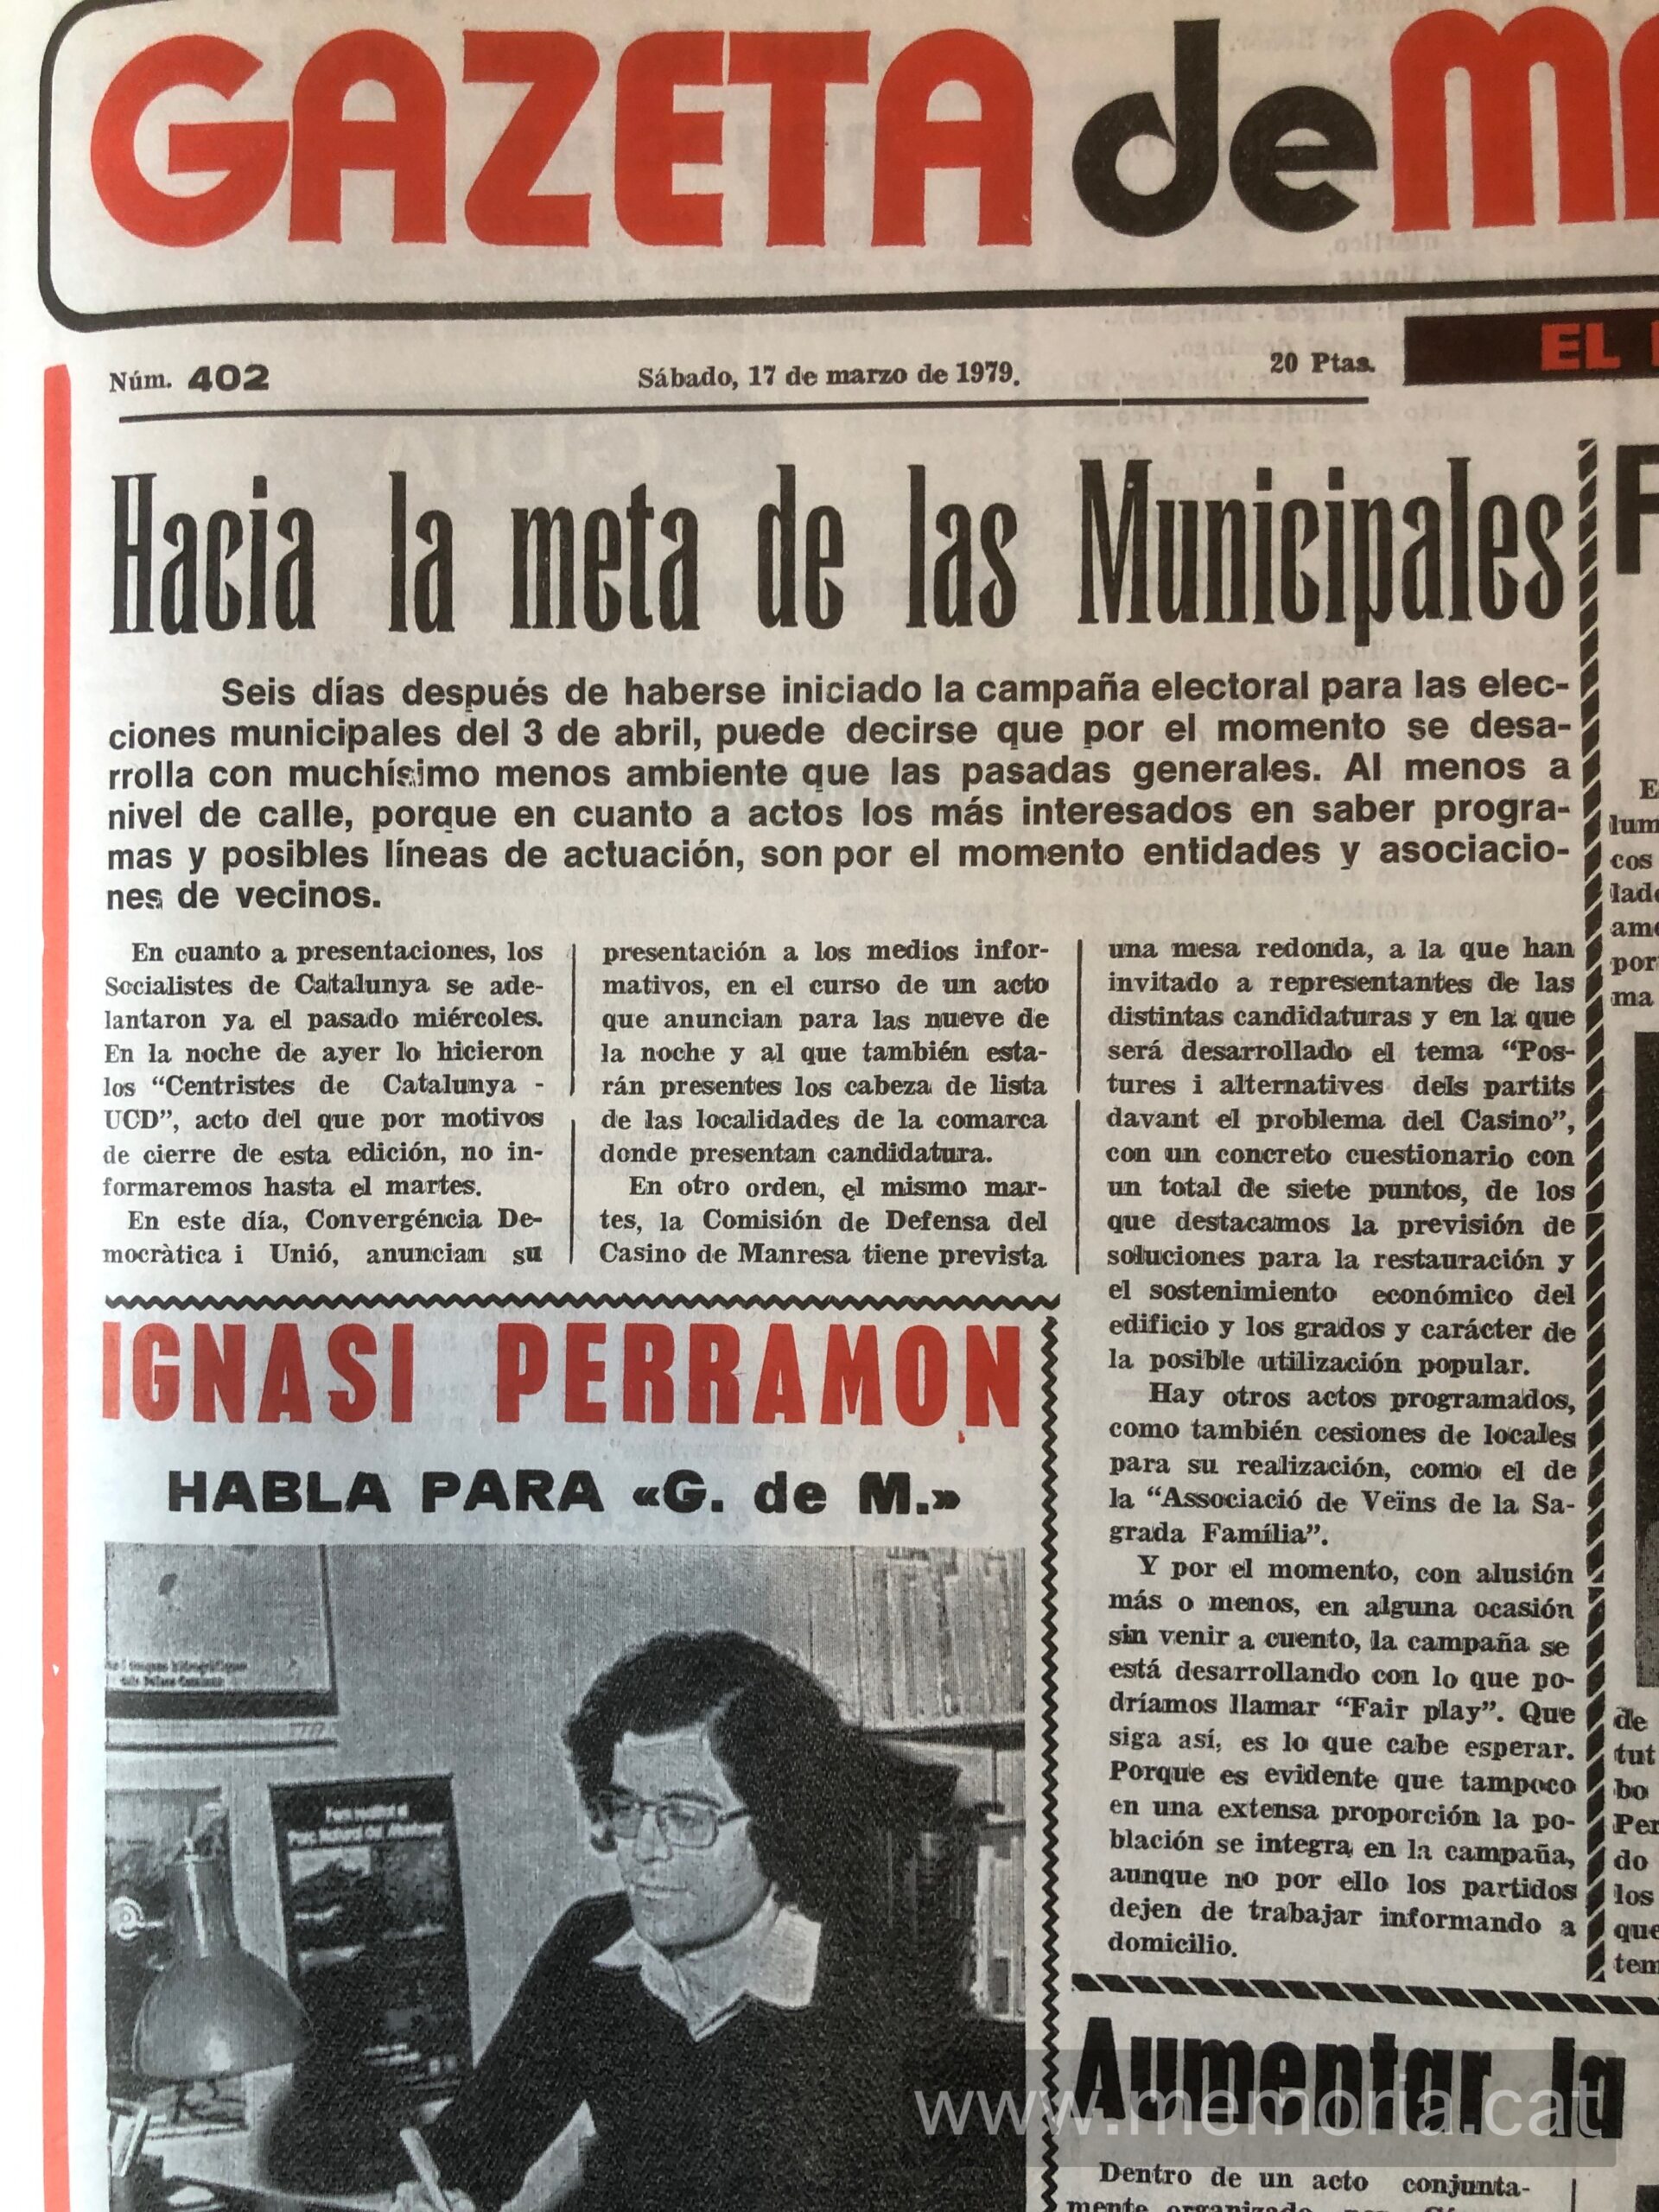 GAZETA de MA
Núm. 402
Sábado, 17 de marzo de 1979.
20 Ptas.
EL
Hacia la meta de las Municipales
Seis días después de haberse iniciado la campaña electoral para las elec-
ciones municipales del 3 de abril, puede decirse que por el momento se desa-
rrolla con muchísimo menos ambiente que las pasadas generales. Al menos a
nivel de calle, porque en cuanto a actos los más interesados en saber progra-
mas y posibles líneas de actuación, son por el momento entidades y asociacio-
nes de vecinos.
En cuanto a presentaciones, los
Socialistes de Catalunya se ade-
lantaron ya el pasado miércoles.
En la noche de ayer lo hicieron
los “Centristes de Catalunya -
UCD”, acto del que por motivos
de cierre de esta edición, no in-
formaremos hasta el martes.
En este día, Convergéncia De-
mocràtica i Unió, anuncian su
presentación a los medios infor-
mativos, en el curso de un acto
que anuncian para las nueve de
la noche y al que también esta-
rán presentes los cabeza de lista
de las localidades de la comarca
donde presentan candidatura.
En otro orden, el mismo mar-
tes, la Comisión de Defensa del
Casino de Manresa tiene prevista
una mesa redonda, a la que han
invitado a representantes de las
distintas candidaturas y en la que
será desarrollado el tema “Pos-
tures i alternatives dels partits
davant el problema del Casino”,
con un concreto cuestionario con
un total de siete puntos, de los
que destacamos la previsión de
soluciones para la restauración y
el sostenimiento económico del
edificio y los grados y carácter de
la posible utilización popular.
Hay otros actos programados,
como también cesiones de locales
para su realización, como el de
la “Associació de Veïns de la Sa-
grada Família”.
Y por el momento, con alusión
más o menos, en alguna ocasión
sin venir a cuento, la campaña se
está desarrollando con lo que po-
dríamos llamar “Fair play”. Que
siga así, es lo que cabe esperar.
Porque es evidente que tampoco
en una extensa proporción la po-
blación se integra en la campaña,
aunque no por ello los partidos
dejen de trabajar informando a
domicilio.
IGNASI PERRAMON
HABLA PARA «G. de M.»
Aumentar la
Dentro de un acto conjunta-
mente
F
E
lum
cos
lade
ame
por
ma
de
tut
bo
Per
do
los
que
tem
www.memoria.cat